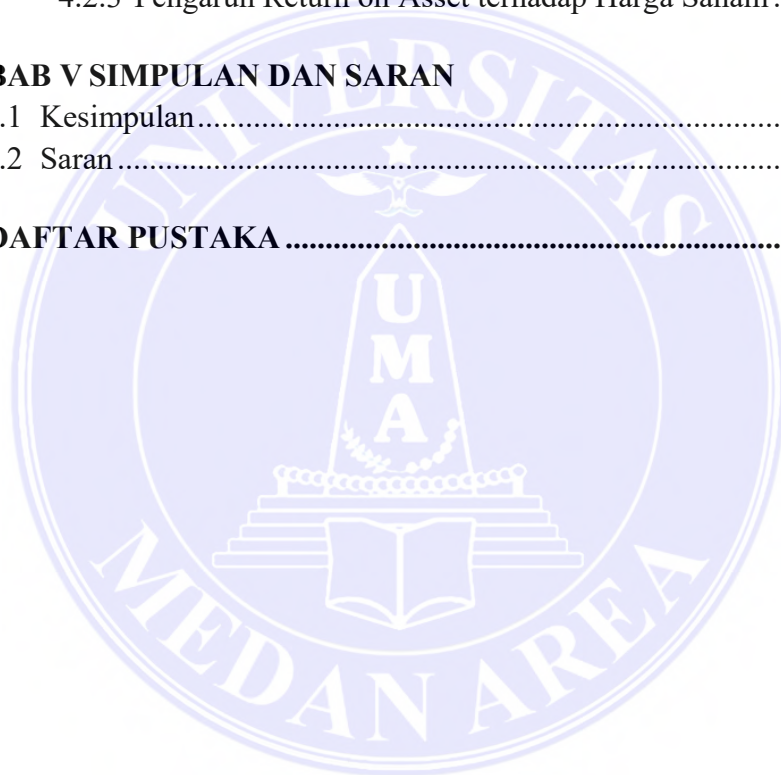 4.2.3 Pengaruh Return on Asset terhadap Harga Saham
BAB V SIMPULAN DAN SARAN
.1 Kesimpulan.....................................................................................
.2 Saran...............................................................................................
DAFTAR PUSTAKA................................................................
UNIVERSITAS
U
M
A
MEDAN AREA